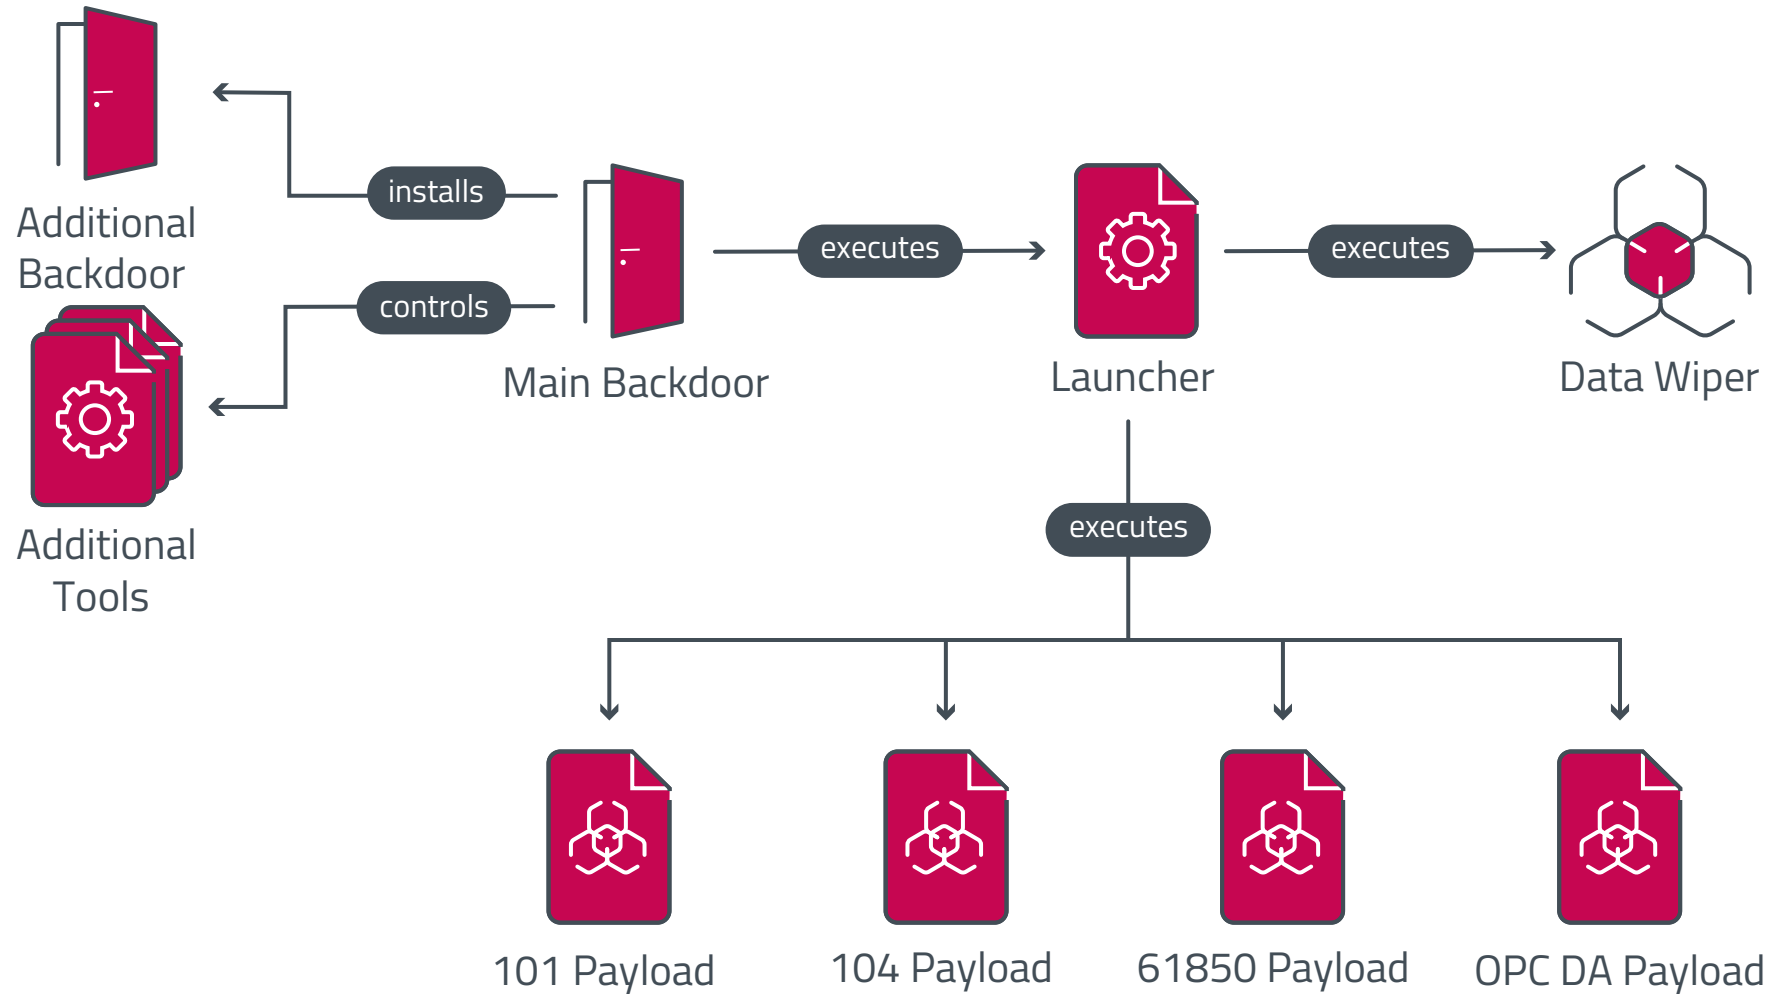 Additional
Backdoor
installs
controls
Additional
Tools
Main Backdoor
executes
Launcher
executes
Data Wiper
executes
101 Payload
104 Payload
61850 Payload
OPC DA Payload